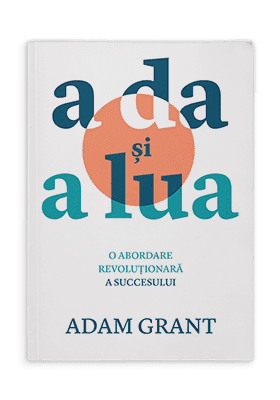 a da
și
a lua
O ABORDARE
REVOLUȚIONARĂ
A SUCCESULUI
ADAM GRANT